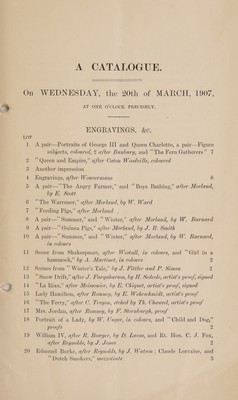 A CATALOGUE.
On WEDNESDAY, the 20th of MARCH, 1907,
AT ONE O'CLOCK PRECISELY.
ENGRAVINGS, &c.
LOT
1 A pair—Portraits of George III and Queen Charlotte, a pair—Figure
subjects, coloured, 2 after Bunbury, and "The Fern Gatherers" 7
2 "Queen and Empire," after Caton Woodville, coloured
3 Another impression
4 Engravings, after Wouvermans 8
5 A pair—"The Angry Farmer," and "Boys Bathing," after Morland,
by E. Scott
6 "The Warrener," after Morland, by W. Ward
7 "Feeding Pigs," after Morland
8 A pair—"Summer," and "Winter," after Morland, by W. Barnard
9 A pair—"Guinea Pigs," after Morland, by J. R. Smith
10 A pair—"Summer," and "Winter," after Morland, by W. Barnard,
in colours
11 Scene from Shakespeare, after Westall, in colours, and "Girl in a
hammock," by A. Marinet, in colours 2
12 Scenes from "Winter's Tale," by J. Fittler and P. Simon 2
13 "Snow Drift," after J. Farquharson, by H. Sedcole, artist's proof, signed
14 "La Rixe," after Meissonier, by E. Chiquet, artist's proof, signed
15 Lady Hamilton, after Romney, by E. Wehrschmidt, artist's proof
16 "The Ferry," after C. Troyon, etched by Th. Chauvel, artist's proof
17 Mrs. Jordan, after Romney, by F. Sternburgh, proof
18 Portrait of a Lady, by W. Unger, in colours, and "Child and Dog,"
proofs 2
19 William IV, after R. Barger, by D. Lucas, and Rt. Hon. C. J. Fox,
after Reynolds, by J. Jones 2
20 Edmund Burke, after Reynolds, by J. Watson; Claude Lorraine, and
"Dutch Smokers," mezzotints 3